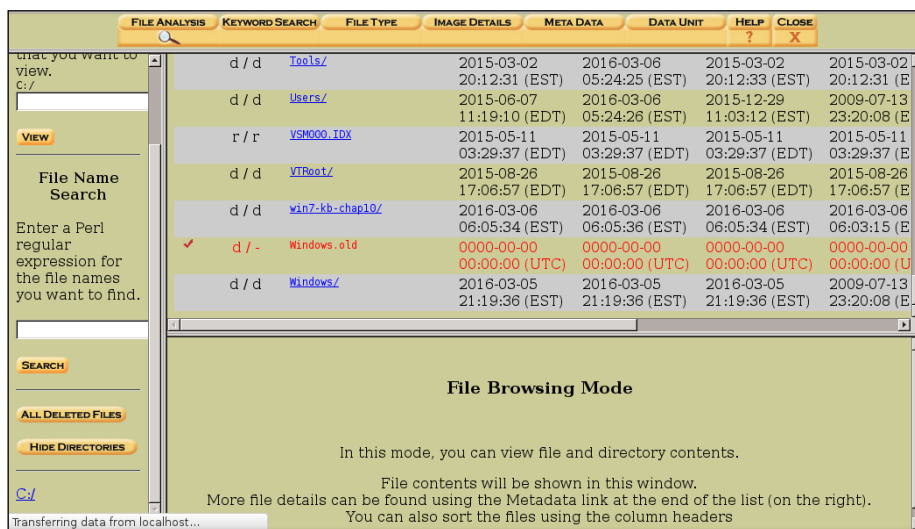 FILE ANALYSIS KEYWORD SEARCH FILE TYPE IMAGE DETAILS META DATA DATA UNIT HELP CLOSE
? X
that you want to
view.
C:/
VIEW
File Name
Search
Enter a Perl
regular
expression for
the file names
you want to find.
SEARCH
ALL DELETED FILES
HIDE DIRECTORIES
C:/
Transferring data from localhost...
d / d Tools/ 2015-03-02 2016-03-06 2015-03-02 2015-03-02
20:12:31 (EST) 05:24:25 (EST) 20:12:33 (EST) 20:12:31 (E
d / d Users/ 2015-06-07 2016-03-06 2015-12-29 2009-07-13
11:19:10 (EDT) 05:24:26 (EST) 11:03:12 (EST) 23:20:08 (E
r / r VSM000.IDX 2015-05-11 2015-05-11 2015-05-11 2015-05-11
03:29:37 (EDT) 03:29:37 (EDT) 03:29:37 (EDT) 03:29:37 (E
d / d VTRoot/ 2015-08-26 2015-08-26 2015-08-26 2015-08-26
17:06:57 (EDT) 17:06:57 (EDT) 17:06:57 (EDT) 17:06:57 (E
d / d win7-kb-chap10/ 2016-03-06 2016-03-06 2016-03-06 2016-03-06
06:05:34 (EST) 06:05:36 (EST) 06:05:34 (EST) 06:03:15 (E
d / - Windows.old 0000-00-00 0000-00-00 0000-00-00 0000-00-00
00:00:00 (UTC) 00:00:00 (UTC) 00:00:00 (UTC) 00:00:00 (U
d / d Windows/ 2016-03-05 2016-03-05 2016-03-05 2009-07-13
21:19:36 (EST) 21:19:36 (EST) 21:19:36 (EST) 23:20:08 (E
File Browsing Mode
In this mode, you can view file and directory contents.
File contents will be shown in this window.
More file details can be found using the Metadata link at the end of the list (on the right).
You can also sort the files using the column headers